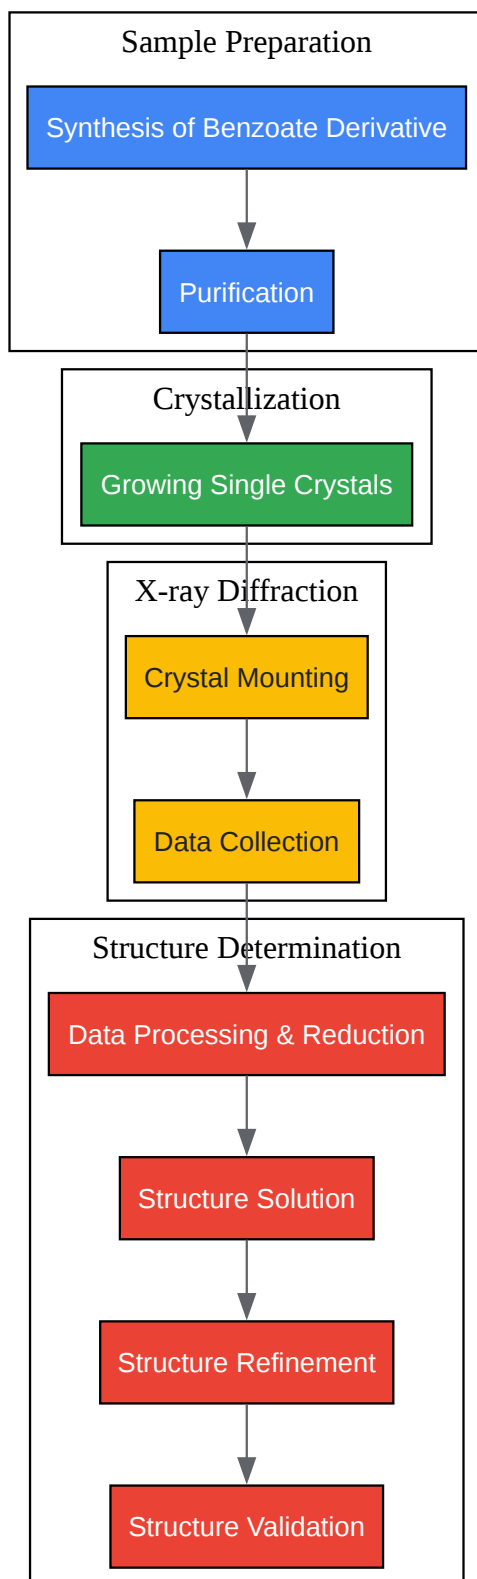 Sample Preparation
Synthesis of Benzoate Derivative
Purification
Crystallization
Growing Single Crystals
X-ray Diffraction
Crystal Mounting
Data Collection
Structure Determination
Data Processing & Reduction
Structure Solution
Structure Refinement
Structure Validation